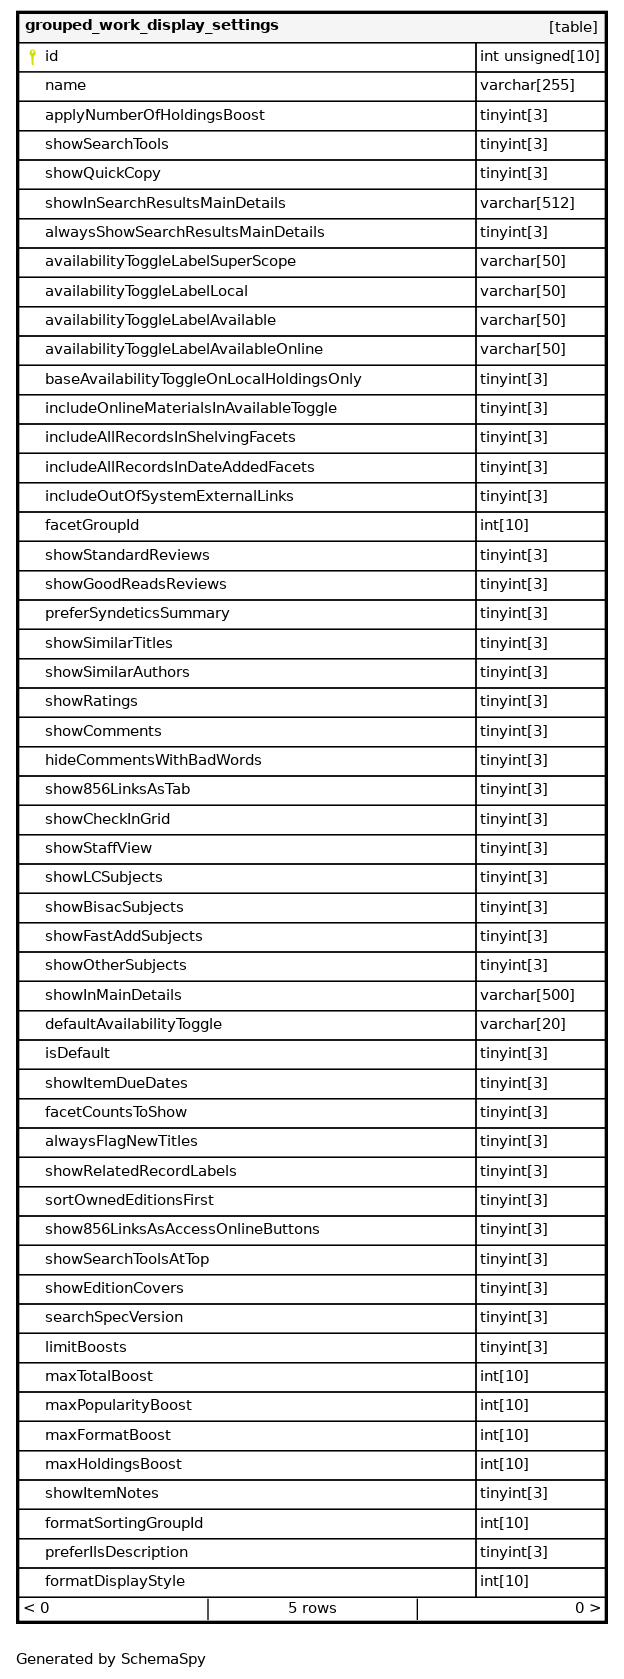 grouped_work_display_settings [table]
id int unsigned[10]
name varchar[255]
applyNumberOfHoldingsBoost tinyint[3]
showSearchTools tinyint[3]
showQuickCopy tinyint[3]
showInSearchResultsMainDetails varchar[512]
alwaysShowSearchResultsMainDetails tinyint[3]
availabilityToggleLabelSuperScope varchar[50]
availabilityToggleLabelLocal varchar[50]
availabilityToggleLabelAvailable varchar[50]
availabilityToggleLabelAvailableOnline varchar[50]
baseAvailabilityToggleOnLocalHoldingsOnly tinyint[3]
includeOnlineMaterialsInAvailableToggle tinyint[3]
includeAllRecordsInShelvingFacets tinyint[3]
includeAllRecordsInDateAddedFacets tinyint[3]
includeOutOfSystemExternalLinks tinyint[3]
facetGroupId int[10]
showStandardReviews tinyint[3]
showGoodReadsReviews tinyint[3]
preferSyndeticsSummary tinyint[3]
showSimilarTitles tinyint[3]
showSimilarAuthors tinyint[3]
showRatings tinyint[3]
showComments tinyint[3]
hideCommentsWithBadWords tinyint[3]
show856LinksAsTab tinyint[3]
showCheckInGrid tinyint[3]
showStaffView tinyint[3]
showLCSubjects tinyint[3]
showBisacSubjects tinyint[3]
showFastAddSubjects tinyint[3]
showOtherSubjects tinyint[3]
showInMainDetails varchar[500]
defaultAvailabilityToggle varchar[20]
isDefault tinyint[3]
showItemDueDates tinyint[3]
facetCountsToShow tinyint[3]
alwaysFlagNewTitles tinyint[3]
showRelatedRecordLabels tinyint[3]
sortOwnedEditionsFirst tinyint[3]
show856LinksAsAccessOnlineButtons tinyint[3]
showSearchToolsAtTop tinyint[3]
showEditionCovers tinyint[3]
searchSpecVersion tinyint[3]
limitBoosts tinyint[3]
maxTotalBoost int[10]
maxPopularityBoost int[10]
maxFormatBoost int[10]
maxHoldingsBoost int[10]
showItemNotes tinyint[3]
formatSortingGroupId int[10]
preferIlsDescription tinyint[3]
formatDisplayStyle int[10]
< 0 5 rows 0 >
Generated by SchemaSpy